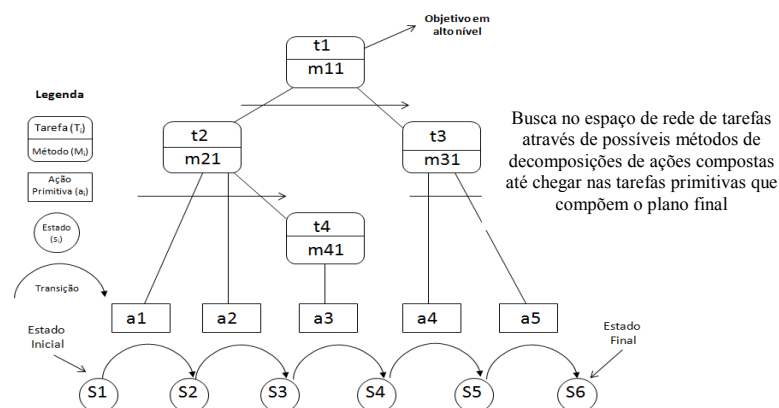 Objetivo em
alto nível
t1
m11
Legenda
Tarefa (Tᵢ)
Método (Mᵢ)
Ação
Primitiva (aᵢ)
Estado
(sᵢ)
Transição
t2
m21
t3
m31
t4
m41
Busca no espaço de rede de tarefas
através de possíveis métodos de
decomposições de ações compostas
até chegar nas tarefas primitivas que
compõem o plano final
a1 a2 a3 a4 a5
Estado
Inicial
Estado
Final
S1 S2 S3 S4 S5 S6